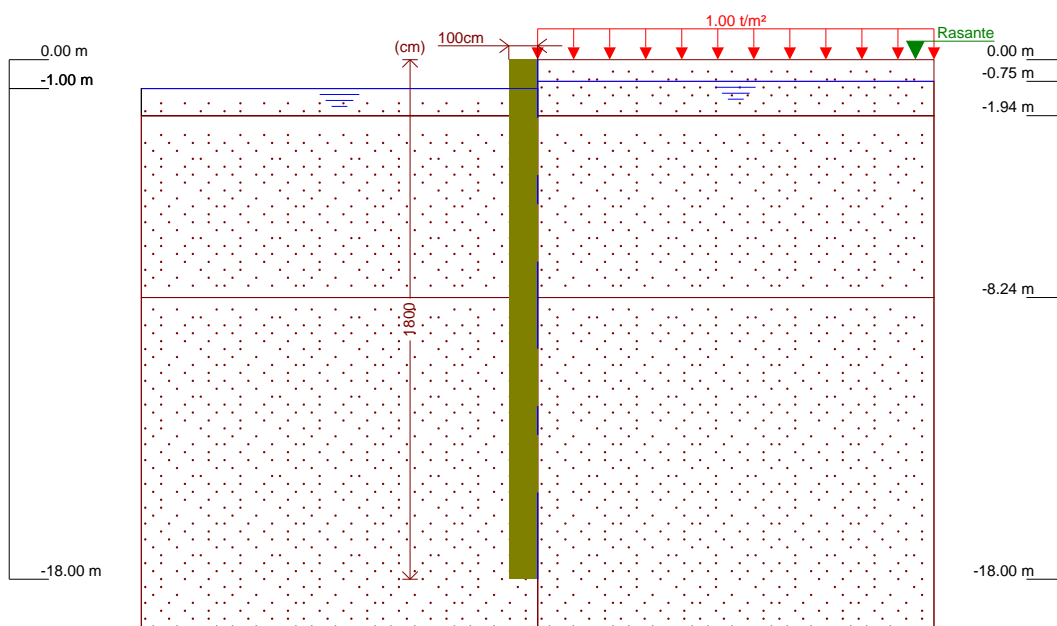 1.00 t/m²
Rasante
100cm
(cm)
0.00 m
0.00 m
-1.00 m
-0.75 m
-1.94 m
-8.24 m
1800
-18.00 m
-18.00 m